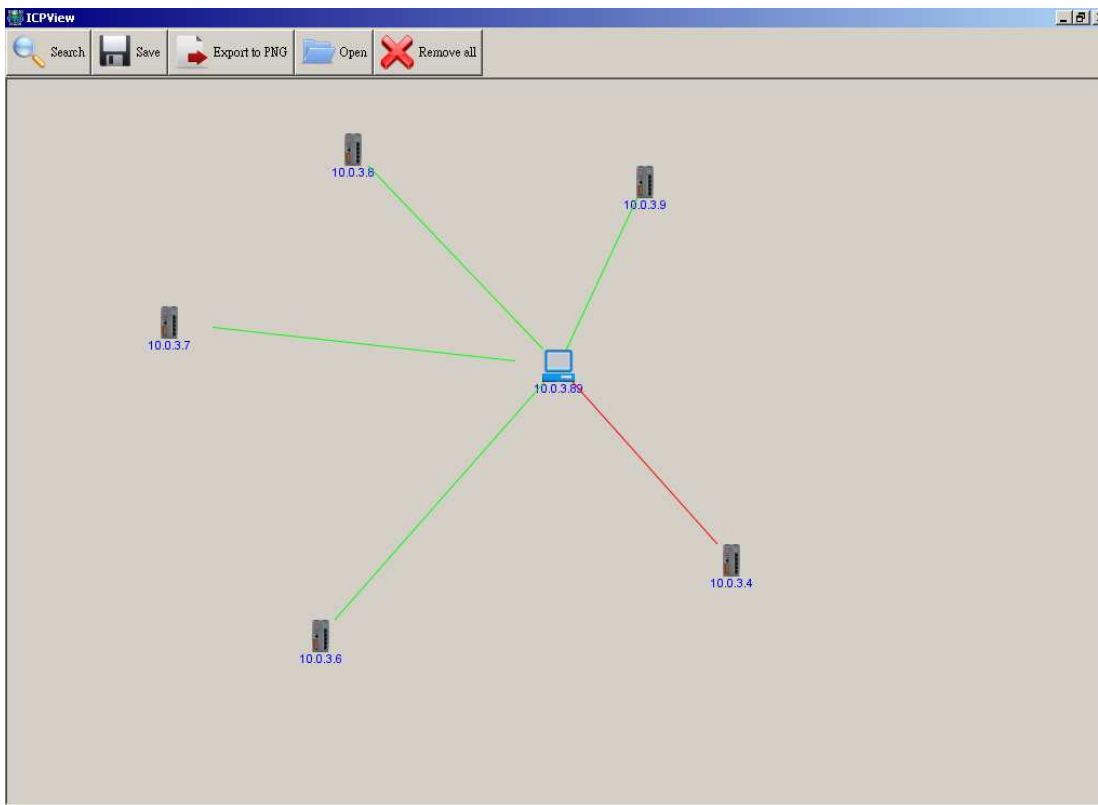 ICPView
Search
Save
Export to PNG
Open
Remove all
10.0.3.8
10.0.3.9
10.0.3.7
10.0.3.89
10.0.3.4
10.0.3.6